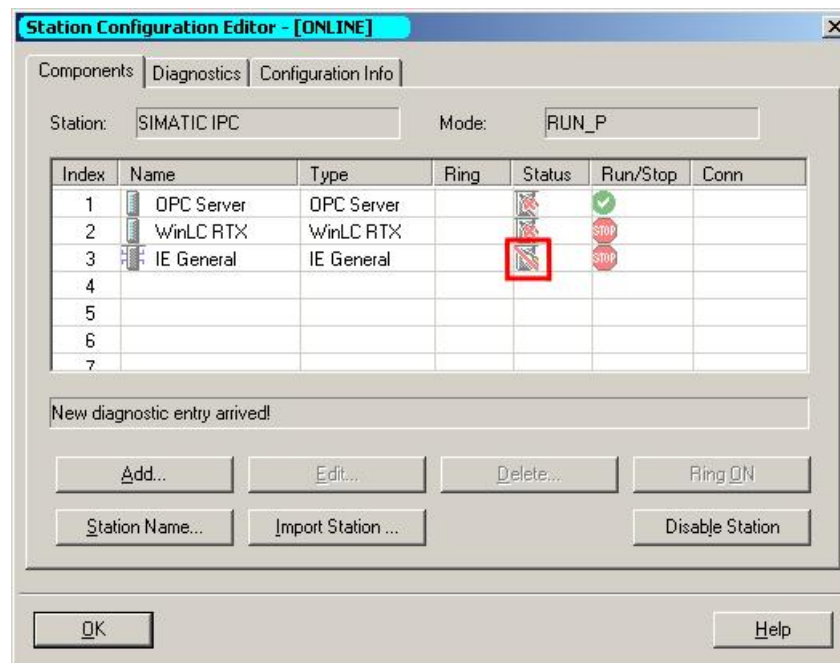 Station Configuration Editor - [ONLINE]
Components Diagnostics Configuration Info
Station: SIMATIC IPC Mode: RUN_P
Index Name Type Ring Status Run/Stop Conn
1 OPC Server OPC Server
2 WinLC RTX WinLC RTX STOP
3 IE General IE General STOP
4
5
6
7
New diagnostic entry arrived!
Add... Edit... Delete... Ring ON
Station Name... Import Station ... Disable Station
OK Help